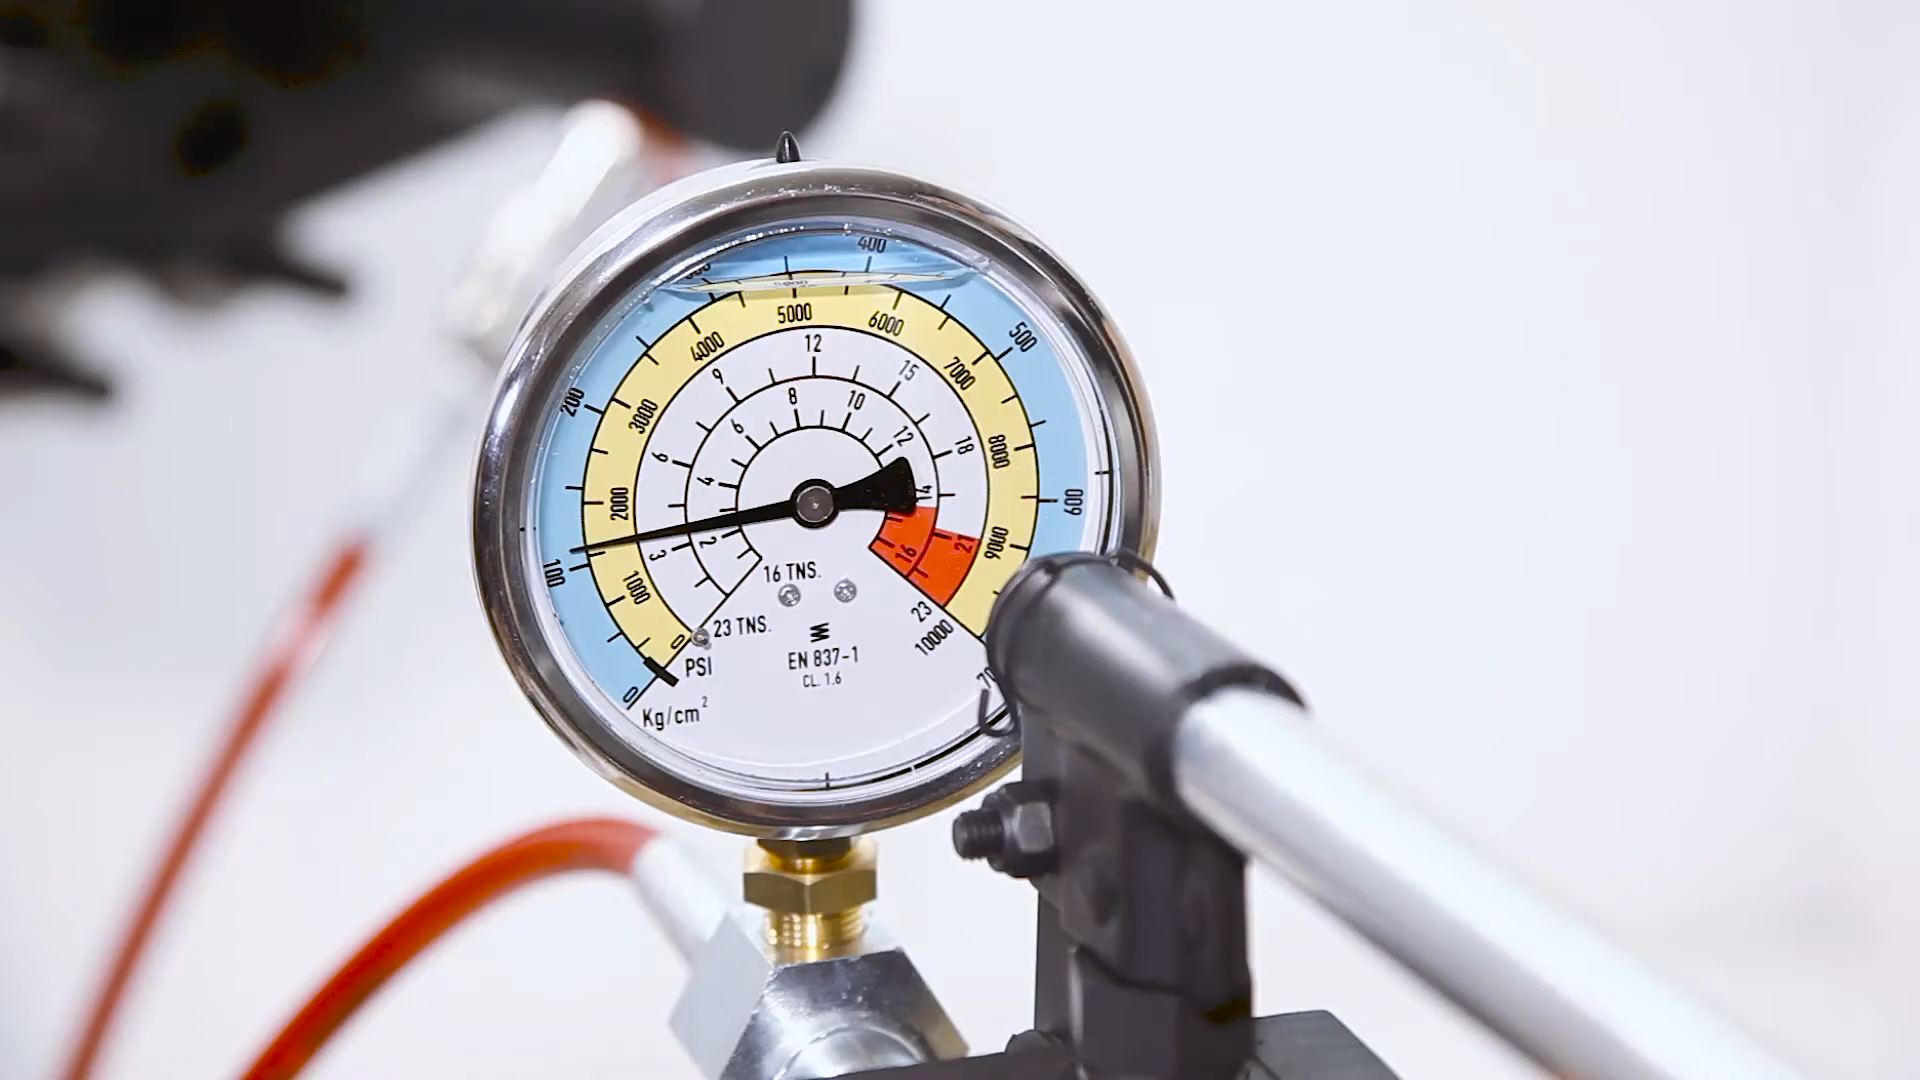 0 100 200 300 400 500 600 70
0 1000 2000 3000 4000 5000 6000 7000 8000 9000 10000
3 6 9 12 15 18 21 23
2 4 6 8 10 12 14 16
16 TNS.
23 TNS.
PSI
Kg/cm²
EN 837-1
CL. 1.6